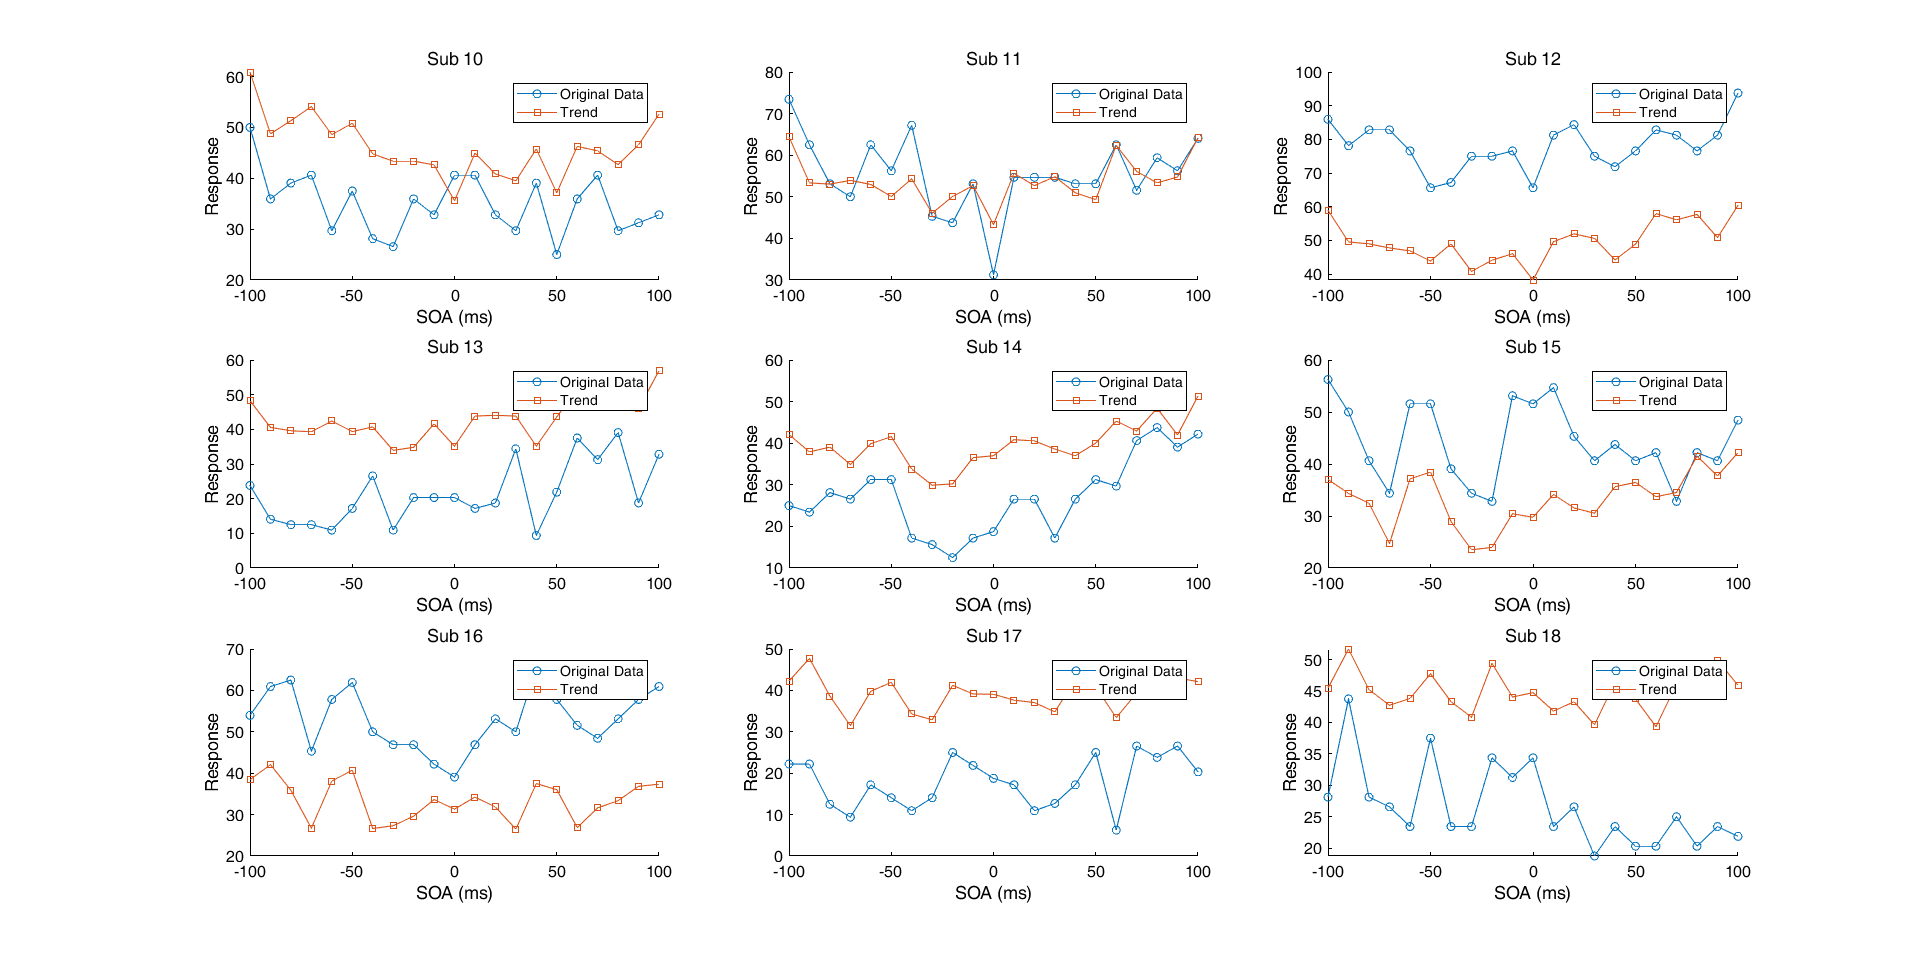 Sub 10
60
50
40
30
20
Response
-100 -50 0 50 100
SOA (ms)
Original Data
Trend
Sub 11
80
70
60
50
40
30
Response
-100 -50 0 50 100
SOA (ms)
Original Data
Trend
Sub 12
100
90
80
70
60
50
40
Response
-100 -50 0 50 100
SOA (ms)
Original Data
Trend
Sub 13
60
50
40
30
20
10
0
Response
-100 -50 0 50 100
SOA (ms)
Original Data
Trend
Sub 14
60
50
40
30
20
10
Response
-100 -50 0 50 100
SOA (ms)
Original Data
Trend
Sub 15
60
50
40
30
20
Response
-100 -50 0 50 100
SOA (ms)
Original Data
Trend
Sub 16
70
60
50
40
30
20
Response
-100 -50 0 50 100
SOA (ms)
Original Data
Trend
Sub 17
50
40
30
20
10
0
Response
-100 -50 0 50 100
SOA (ms)
Original Data
Trend
Sub 18
50
45
40
35
30
25
20
Response
-100 -50 0 50 100
SOA (ms)
Original Data
Trend